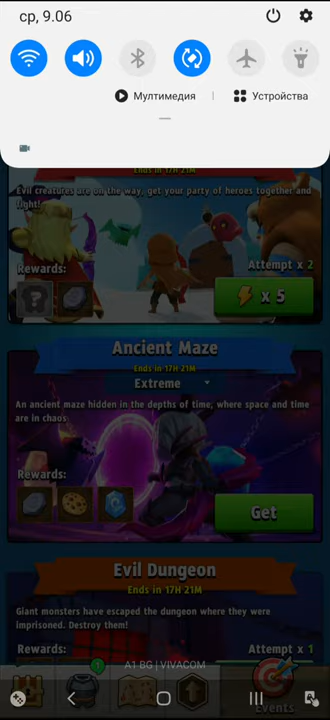 ср, 9.06
Мултимедия | Устройства
Ends in 17H 21M
Evil creatures are on the way, get your party of heroes together and
fight!
Rewards:
Attempt x 2
x 5
Ancient Maze
Ends in 17H 21M
Extreme
An ancient maze hidden in the depths of time, where space and time
are in chaos
Rewards:
Get
Evil Dungeon
Ends in 17H 21M
Giant monsters have escaped the dungeon where they were
imprisoned. Destroy them!
Rewards:
Attempt x 1
A1 BG | VIVACOM
1
Events